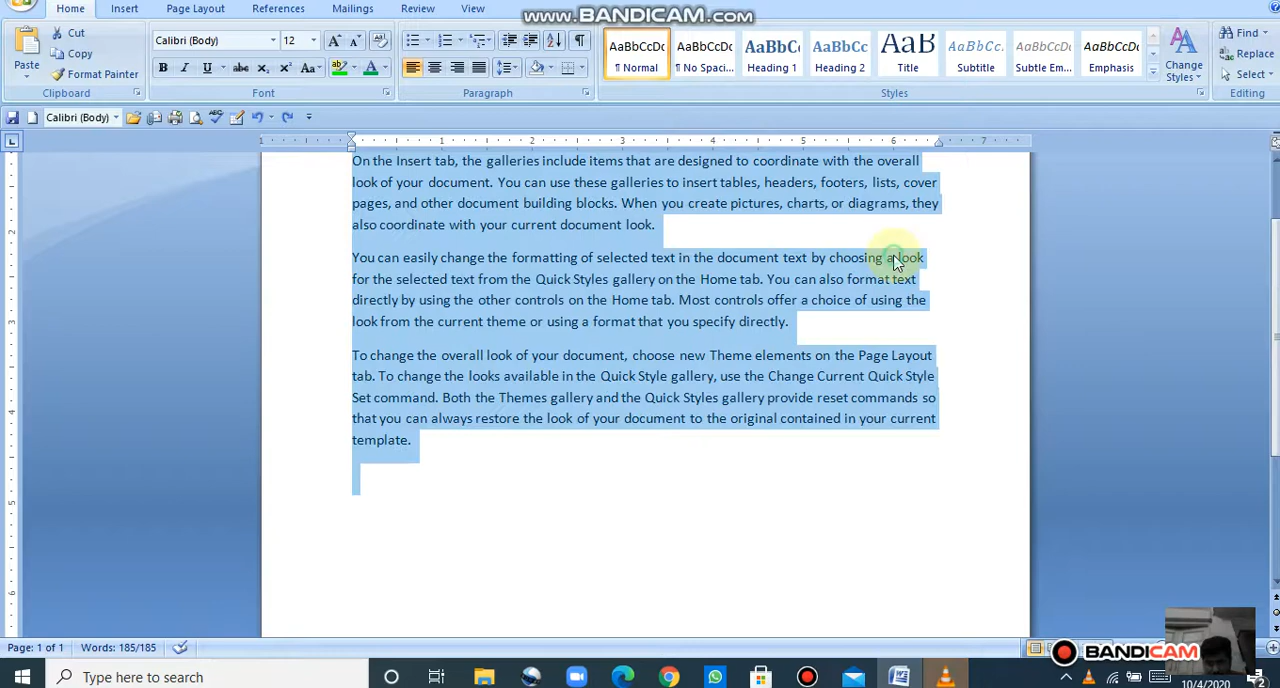 www.BANDICAM.com
Home Insert Page Layout References Mailings Review View
Cut
Copy
Format Painter
Paste
Calibri (Body) 12
B I U abc x₂ x² Aa
AaBbCcDc
¶ Normal
AaBbCcDc
¶ No Spaci...
AaBbC
Heading 1
AaBbCc
Heading 2
AaB
Title
AaBbCc.
Subtitle
AaBbCcDc
Subtle Em...
AaBbCcDc
Emphasis
Change
Styles
Find
Replace
Select
Clipboard Font Paragraph Styles Editing
Calibri (Body)
1 1 2 3 4 5 6 7
On the Insert tab, the galleries include items that are designed to coordinate with the overall
look of your document. You can use these galleries to insert tables, headers, footers, lists, cover
pages, and other document building blocks. When you create pictures, charts, or diagrams, they
also coordinate with your current document look.
You can easily change the formatting of selected text in the document text by choosing a look
for the selected text from the Quick Styles gallery on the Home tab. You can also format text
directly by using the other controls on the Home tab. Most controls offer a choice of using the
look from the current theme or using a format that you specify directly.
To change the overall look of your document, choose new Theme elements on the Page Layout
tab. To change the looks available in the Quick Style gallery, use the Change Current Quick Style
Set command. Both the Themes gallery and the Quick Styles gallery provide reset commands so
that you can always restore the look of your document to the original contained in your current
template.
Page: 1 of 1 Words: 185/185
BANDICAM
Type here to search
10/4/2020
2